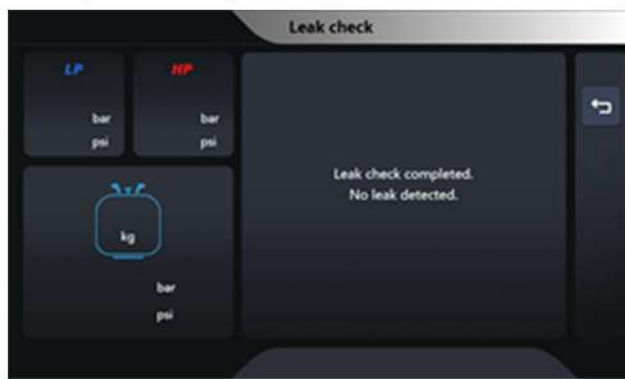 Leak check
LP
HP
bar
psi
bar
psi
Leak check completed.
No leak detected.
kg
bar
psi